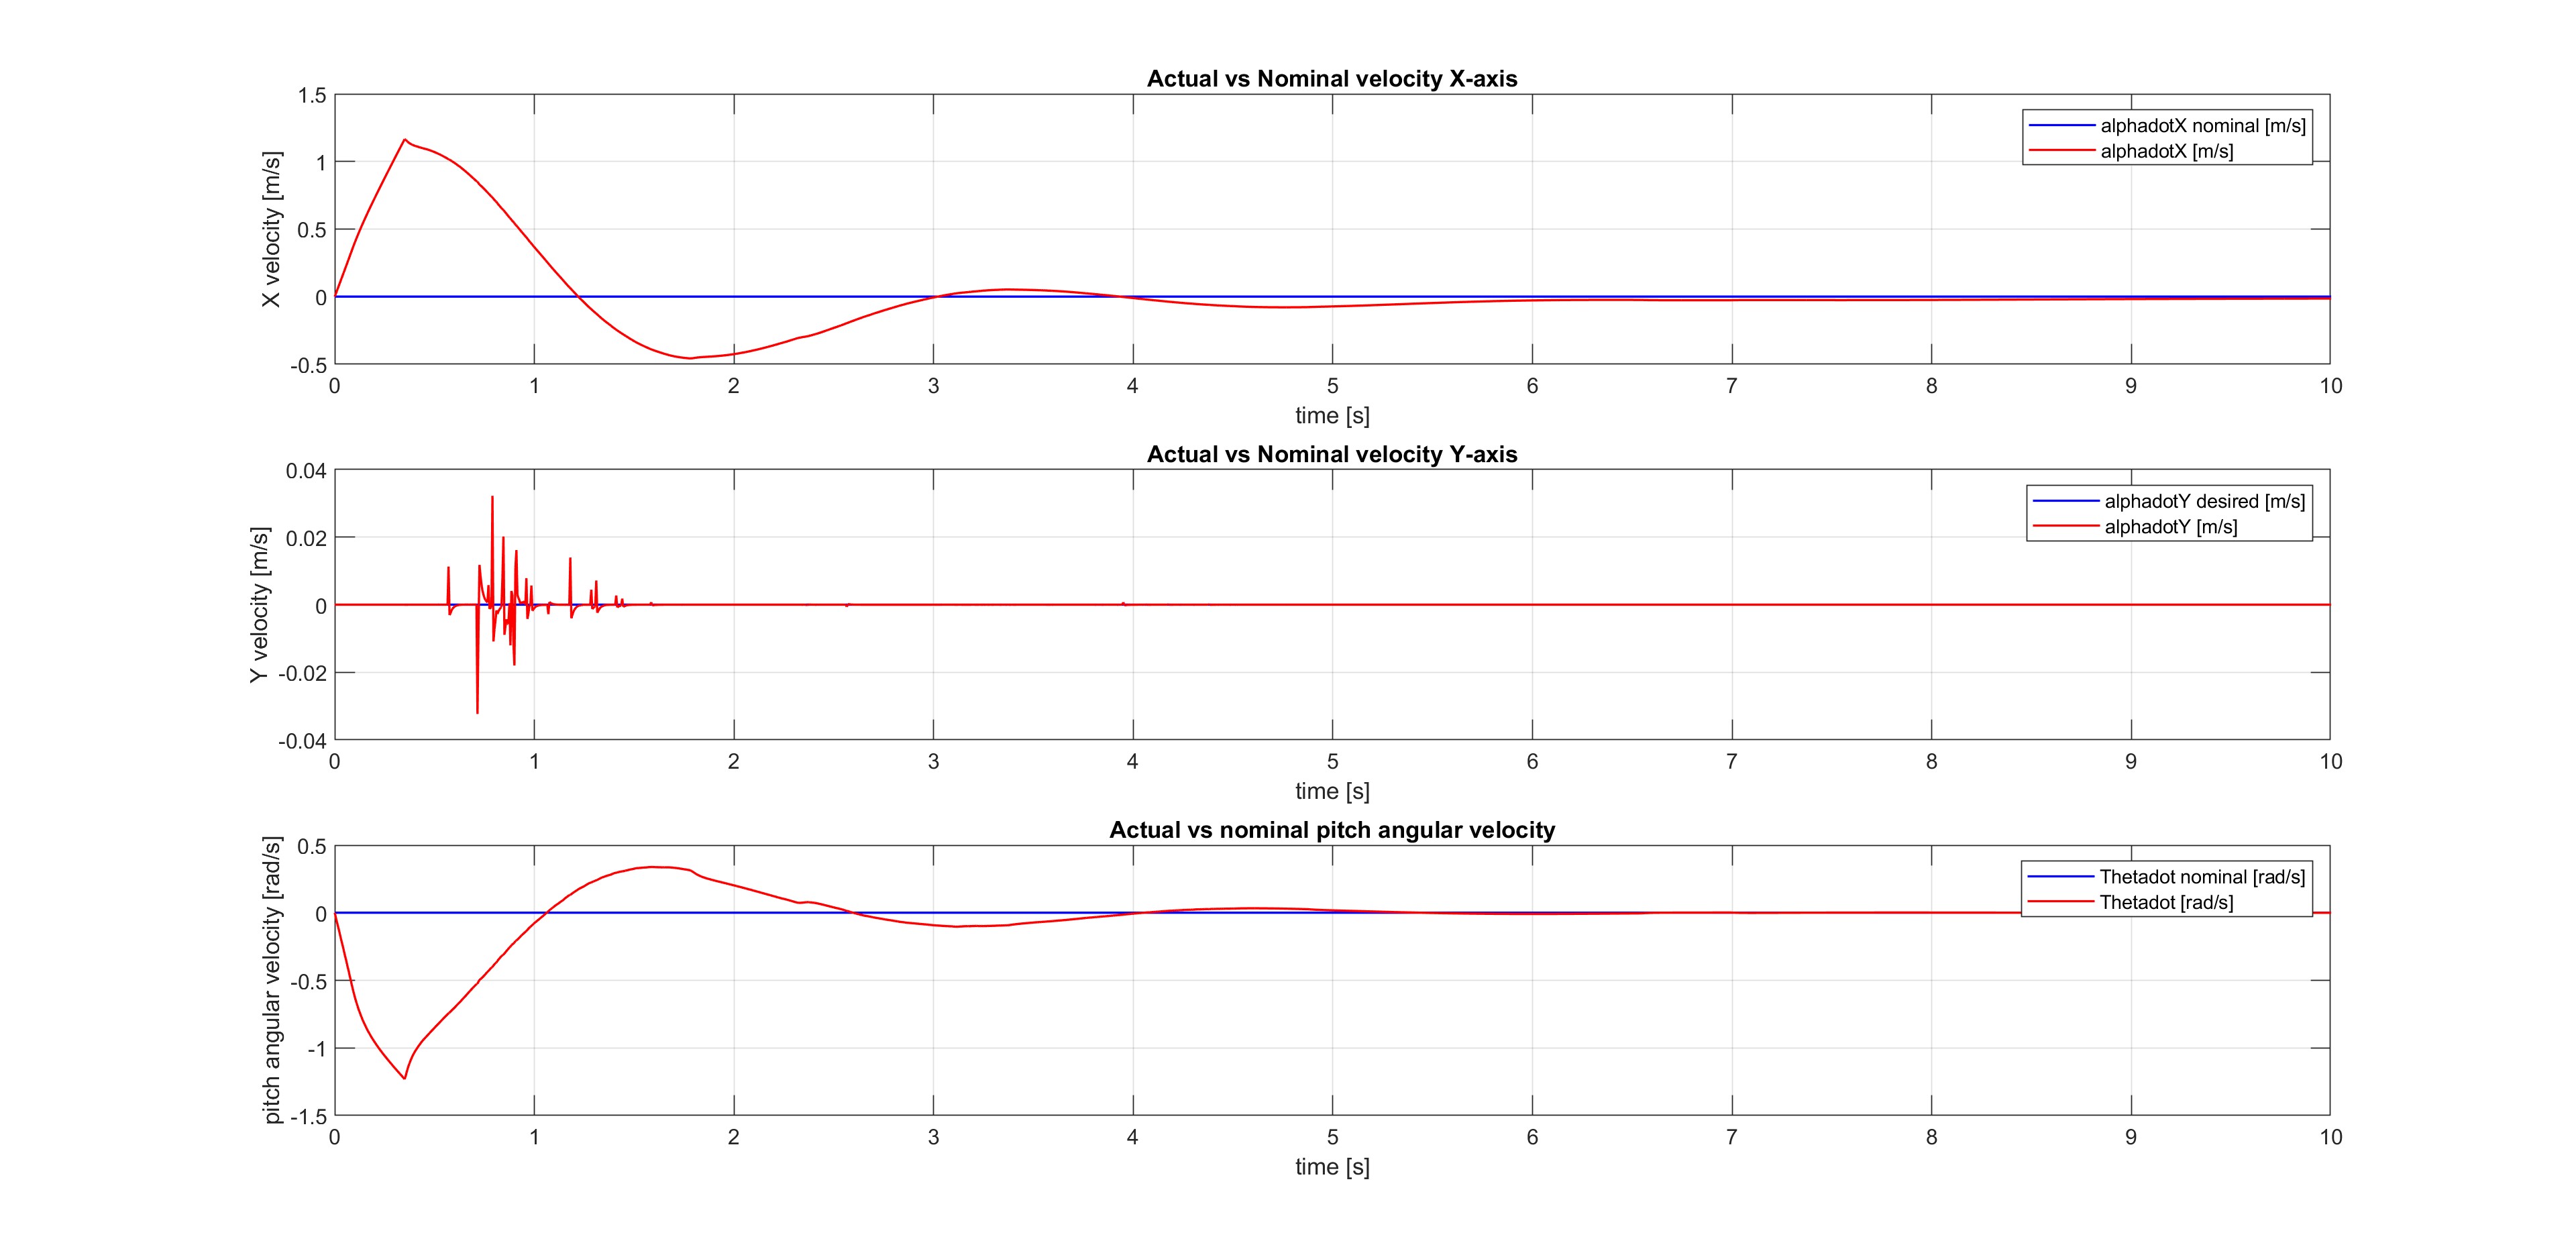 Actual vs Nominal velocity X-axis
1.5
1
0.5
0
-0.5
X velocity [m/s]
alphadotX nominal [m/s]
alphadotX [m/s]
0 1 2 3 4 5 6 7 8 9 10
time [s]
Actual vs Nominal velocity Y-axis
0.04
0.02
0
-0.02
-0.04
Y velocity [m/s]
alphadotY desired [m/s]
alphadotY [m/s]
0 1 2 3 4 5 6 7 8 9 10
time [s]
Actual vs nominal pitch angular velocity
0.5
0
-0.5
-1
-1.5
pitch angular velocity [rad/s]
Thetadot nominal [rad/s]
Thetadot [rad/s]
0 1 2 3 4 5 6 7 8 9 10
time [s]